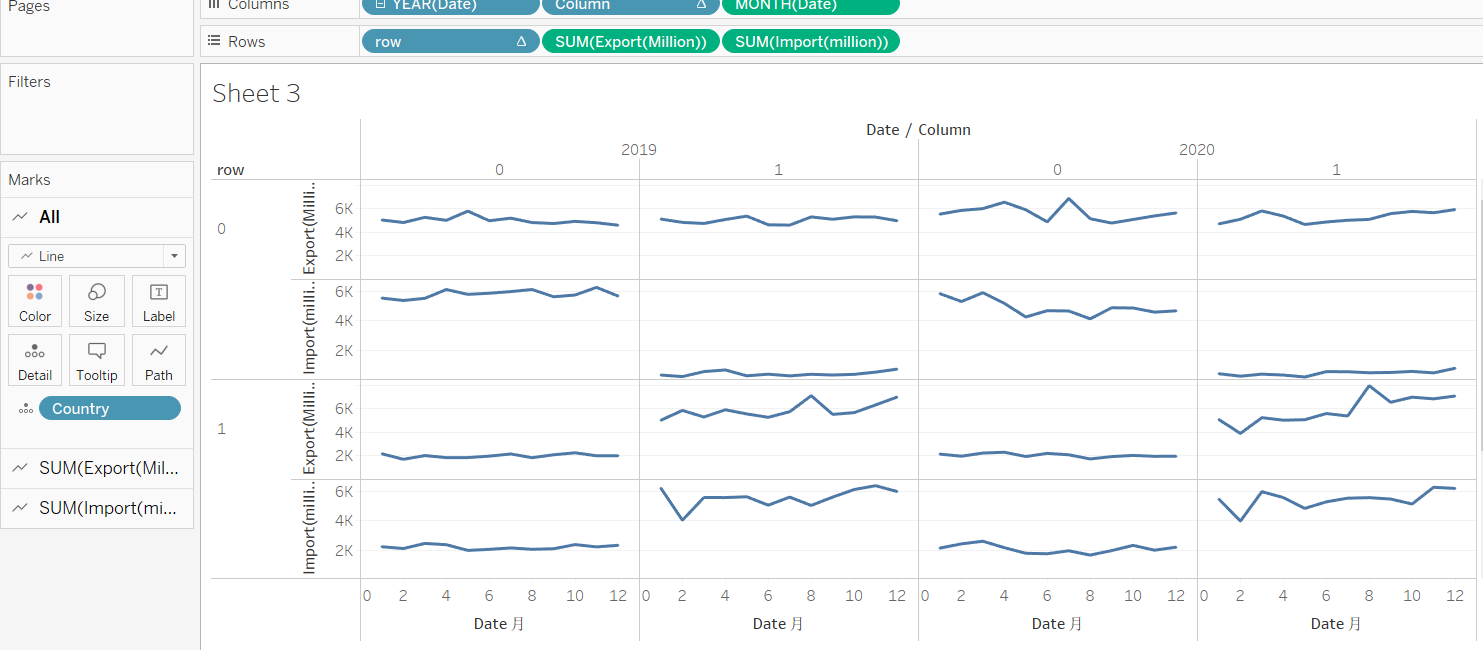 Pages
Columns YEAR(Date) Column MONTH(Date)
Rows row SUM(Export(Million)) SUM(Import(million))
Filters
Sheet 3
Marks
All
Line
Color Size Label
Detail Tooltip Path
Country
SUM(Export(Mil...
SUM(Import(mi...
Date / Column
2019 2020
row 0 1 0 1
0
Export(Milli..
6K
4K
2K
Import(milli..
6K
4K
2K
1
Export(Milli..
6K
4K
2K
Import(milli..
6K
4K
2K
0 2 4 6 8 10 12 0 2 4 6 8 10 12 0 2 4 6 8 10 12 0 2 4 6 8 10 12
Date 月 Date 月 Date 月 Date 月